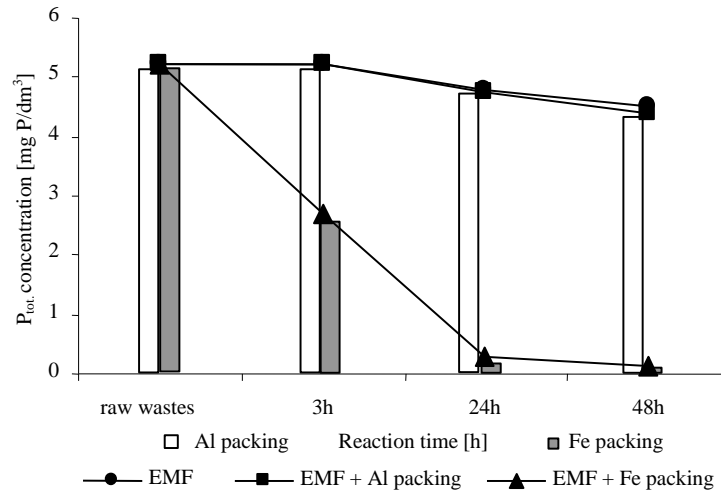 6
5
4
3
2
1
0
P tot. concentration [mg P/dm3]
raw wastes 3h 24h 48h
Al packing Reaction time [h] Fe packing
EMF EMF + Al packing EMF + Fe packing